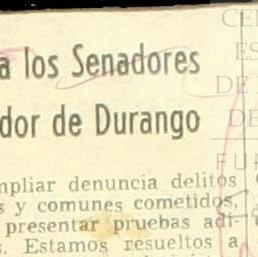 a los Senadores
dor de Durango
mpliar denuncia delitos
s y comunes cometidos,
presentar pruebas adi-
s. Estamos resueltos a